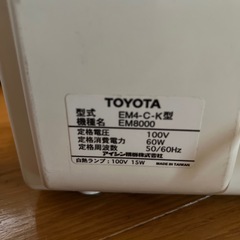 TOYOTA
型式 EM4-C-K型
機種名 EM8000
定格電圧 100V
定格消費電力 60W
定格周波数 50/60Hz
アイシン精機株式会社
白熱ランプ:100V 15W
MADE IN TAIWAN